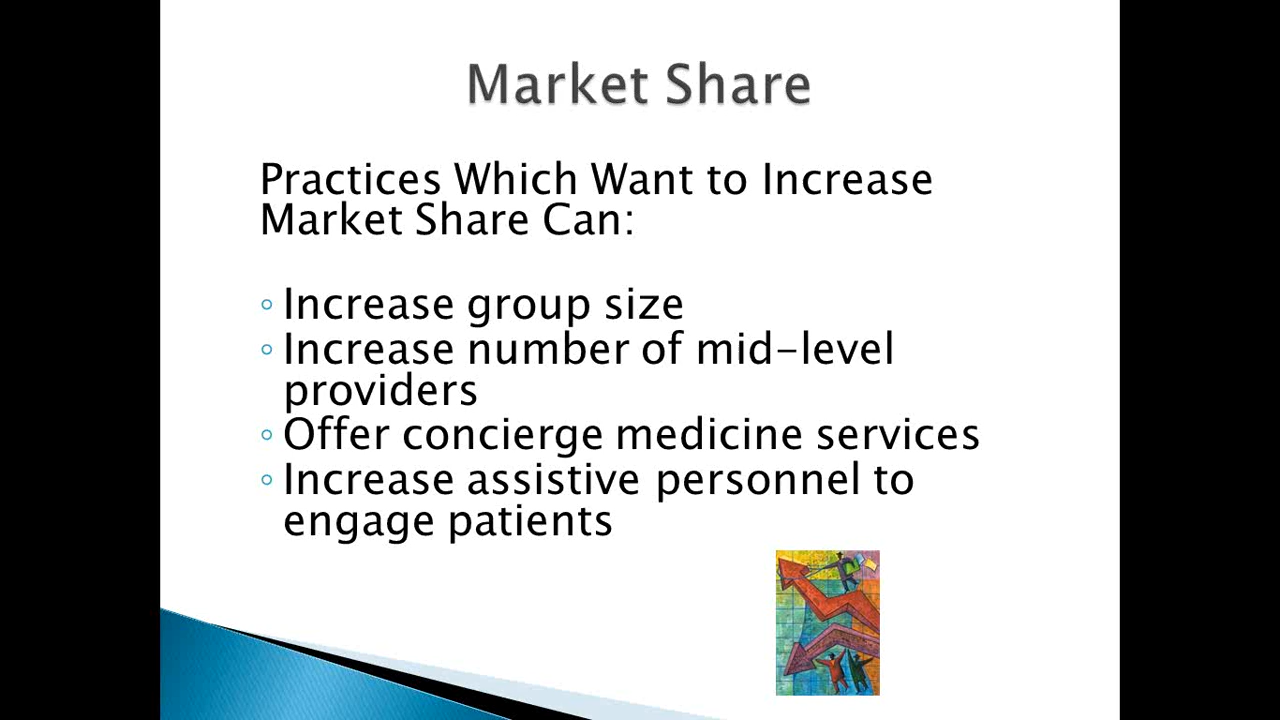 Market Share
Practices Which Want to Increase
Market Share Can:
◦ Increase group size
◦ Increase number of mid-level
providers
◦ Offer concierge medicine services
◦ Increase assistive personnel to
engage patients